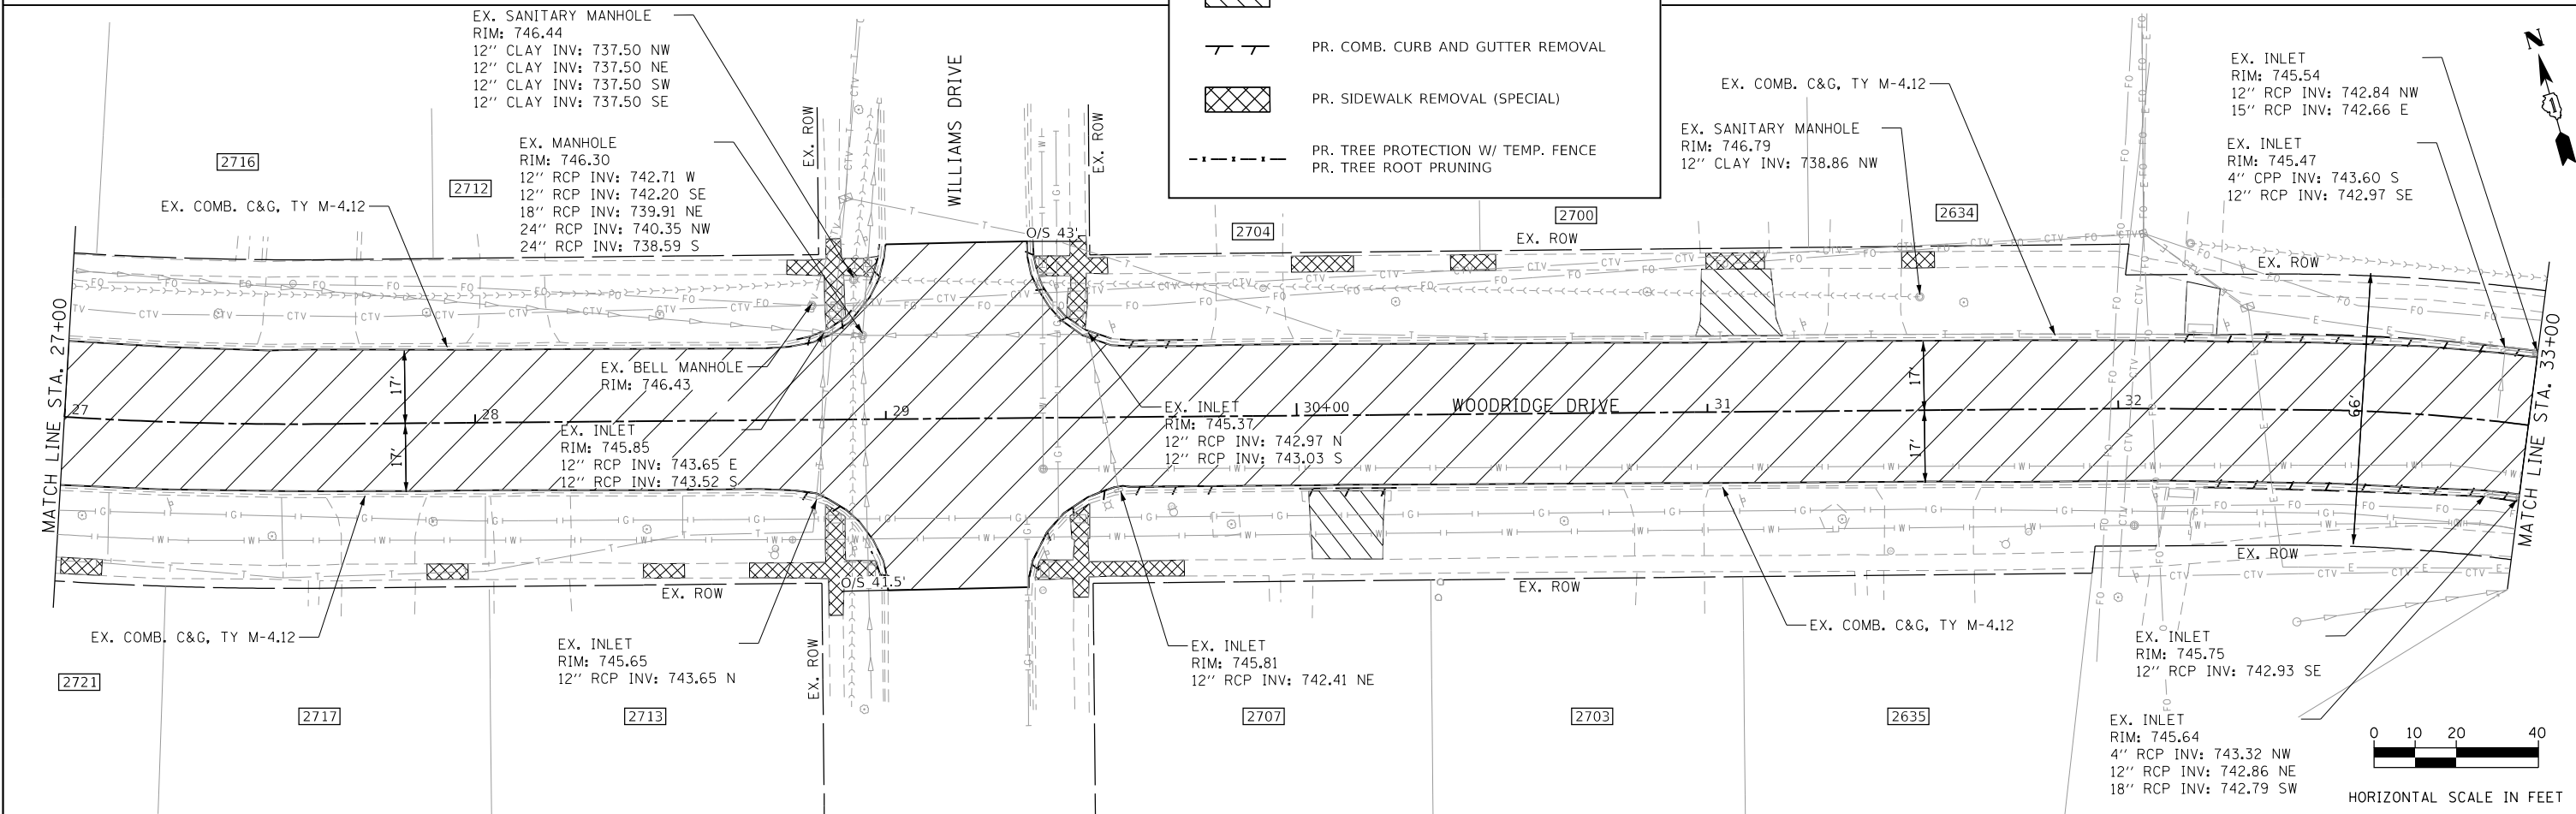 EX. SANITARY MANHOLE
RIM: 746.44
12'' CLAY INV: 737.50 NW
12'' CLAY INV: 737.50 NE
12'' CLAY INV: 737.50 SW
12'' CLAY INV: 737.50 SE
EX. MANHOLE
RIM: 746.30
12'' RCP INV: 742.71 W
12'' RCP INV: 742.20 SE
18'' RCP INV: 739.91 NE
24'' RCP INV: 740.35 NW
24'' RCP INV: 738.59 S
2716
2712
EX. COMB. C&G, TY M-4.12
EX. ROW
WILLIAMS DRIVE
EX. ROW
PR. COMB. CURB AND GUTTER REMOVAL
PR. SIDEWALK REMOVAL (SPECIAL)
PR. TREE PROTECTION W/ TEMP. FENCE
PR. TREE ROOT PRUNING
EX. COMB. C&G, TY M-4.12
EX. SANITARY MANHOLE
RIM: 746.79
12'' CLAY INV: 738.86 NW
EX. INLET
RIM: 745.54
12'' RCP INV: 742.84 NW
15'' RCP INV: 742.66 E
EX. INLET
RIM: 745.47
4'' CPP INV: 743.60 S
12'' RCP INV: 742.97 SE
N
O/S 43'
2704
2700
2634
EX. ROW
EX. ROW
MATCH LINE STA. 27+00
27
28
29
30+00
31
32
WOODRIDGE DRIVE
17'
17'
17'
17'
66'
MATCH LINE STA. 33+00
EX. BELL MANHOLE
RIM: 746.43
EX. INLET
RIM: 745.85
12'' RCP INV: 743.65 E
12'' RCP INV: 743.52 S
EX. INLET
RIM: 745.37
12'' RCP INV: 742.97 N
12'' RCP INV: 743.03 S
O/S 41.5'
EX. ROW
EX. ROW
EX. ROW
EX. ROW
EX. COMB. C&G, TY M-4.12
EX. INLET
RIM: 745.65
12'' RCP INV: 743.65 N
EX. INLET
RIM: 745.81
12'' RCP INV: 742.41 NE
EX. COMB. C&G, TY M-4.12
EX. INLET
RIM: 745.75
12'' RCP INV: 742.93 SE
2721
2717
2713
2707
2703
2635
EX. INLET
RIM: 745.64
4'' RCP INV: 743.32 NW
12'' RCP INV: 742.86 NE
18'' RCP INV: 742.79 SW
0 10 20 40
HORIZONTAL SCALE IN FEET